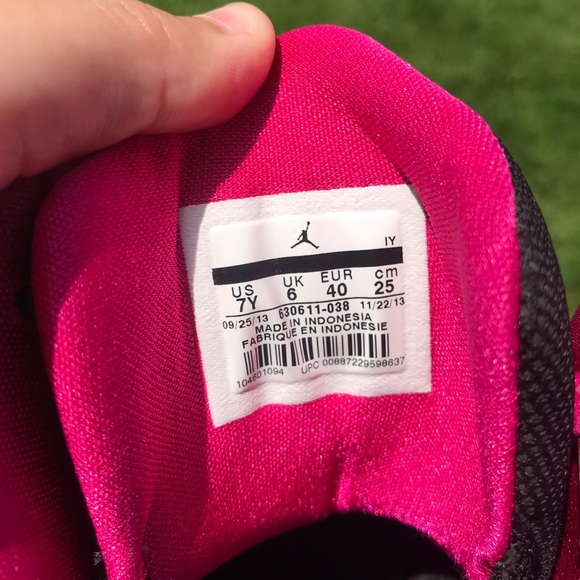 IY
US UK EUR cm
7Y 6 40 25
09/25/13 630611-038 11/22/13
MADE IN INDONESIA
FABRIQUE EN INDONESIE
104801094 UPC 00887229598637